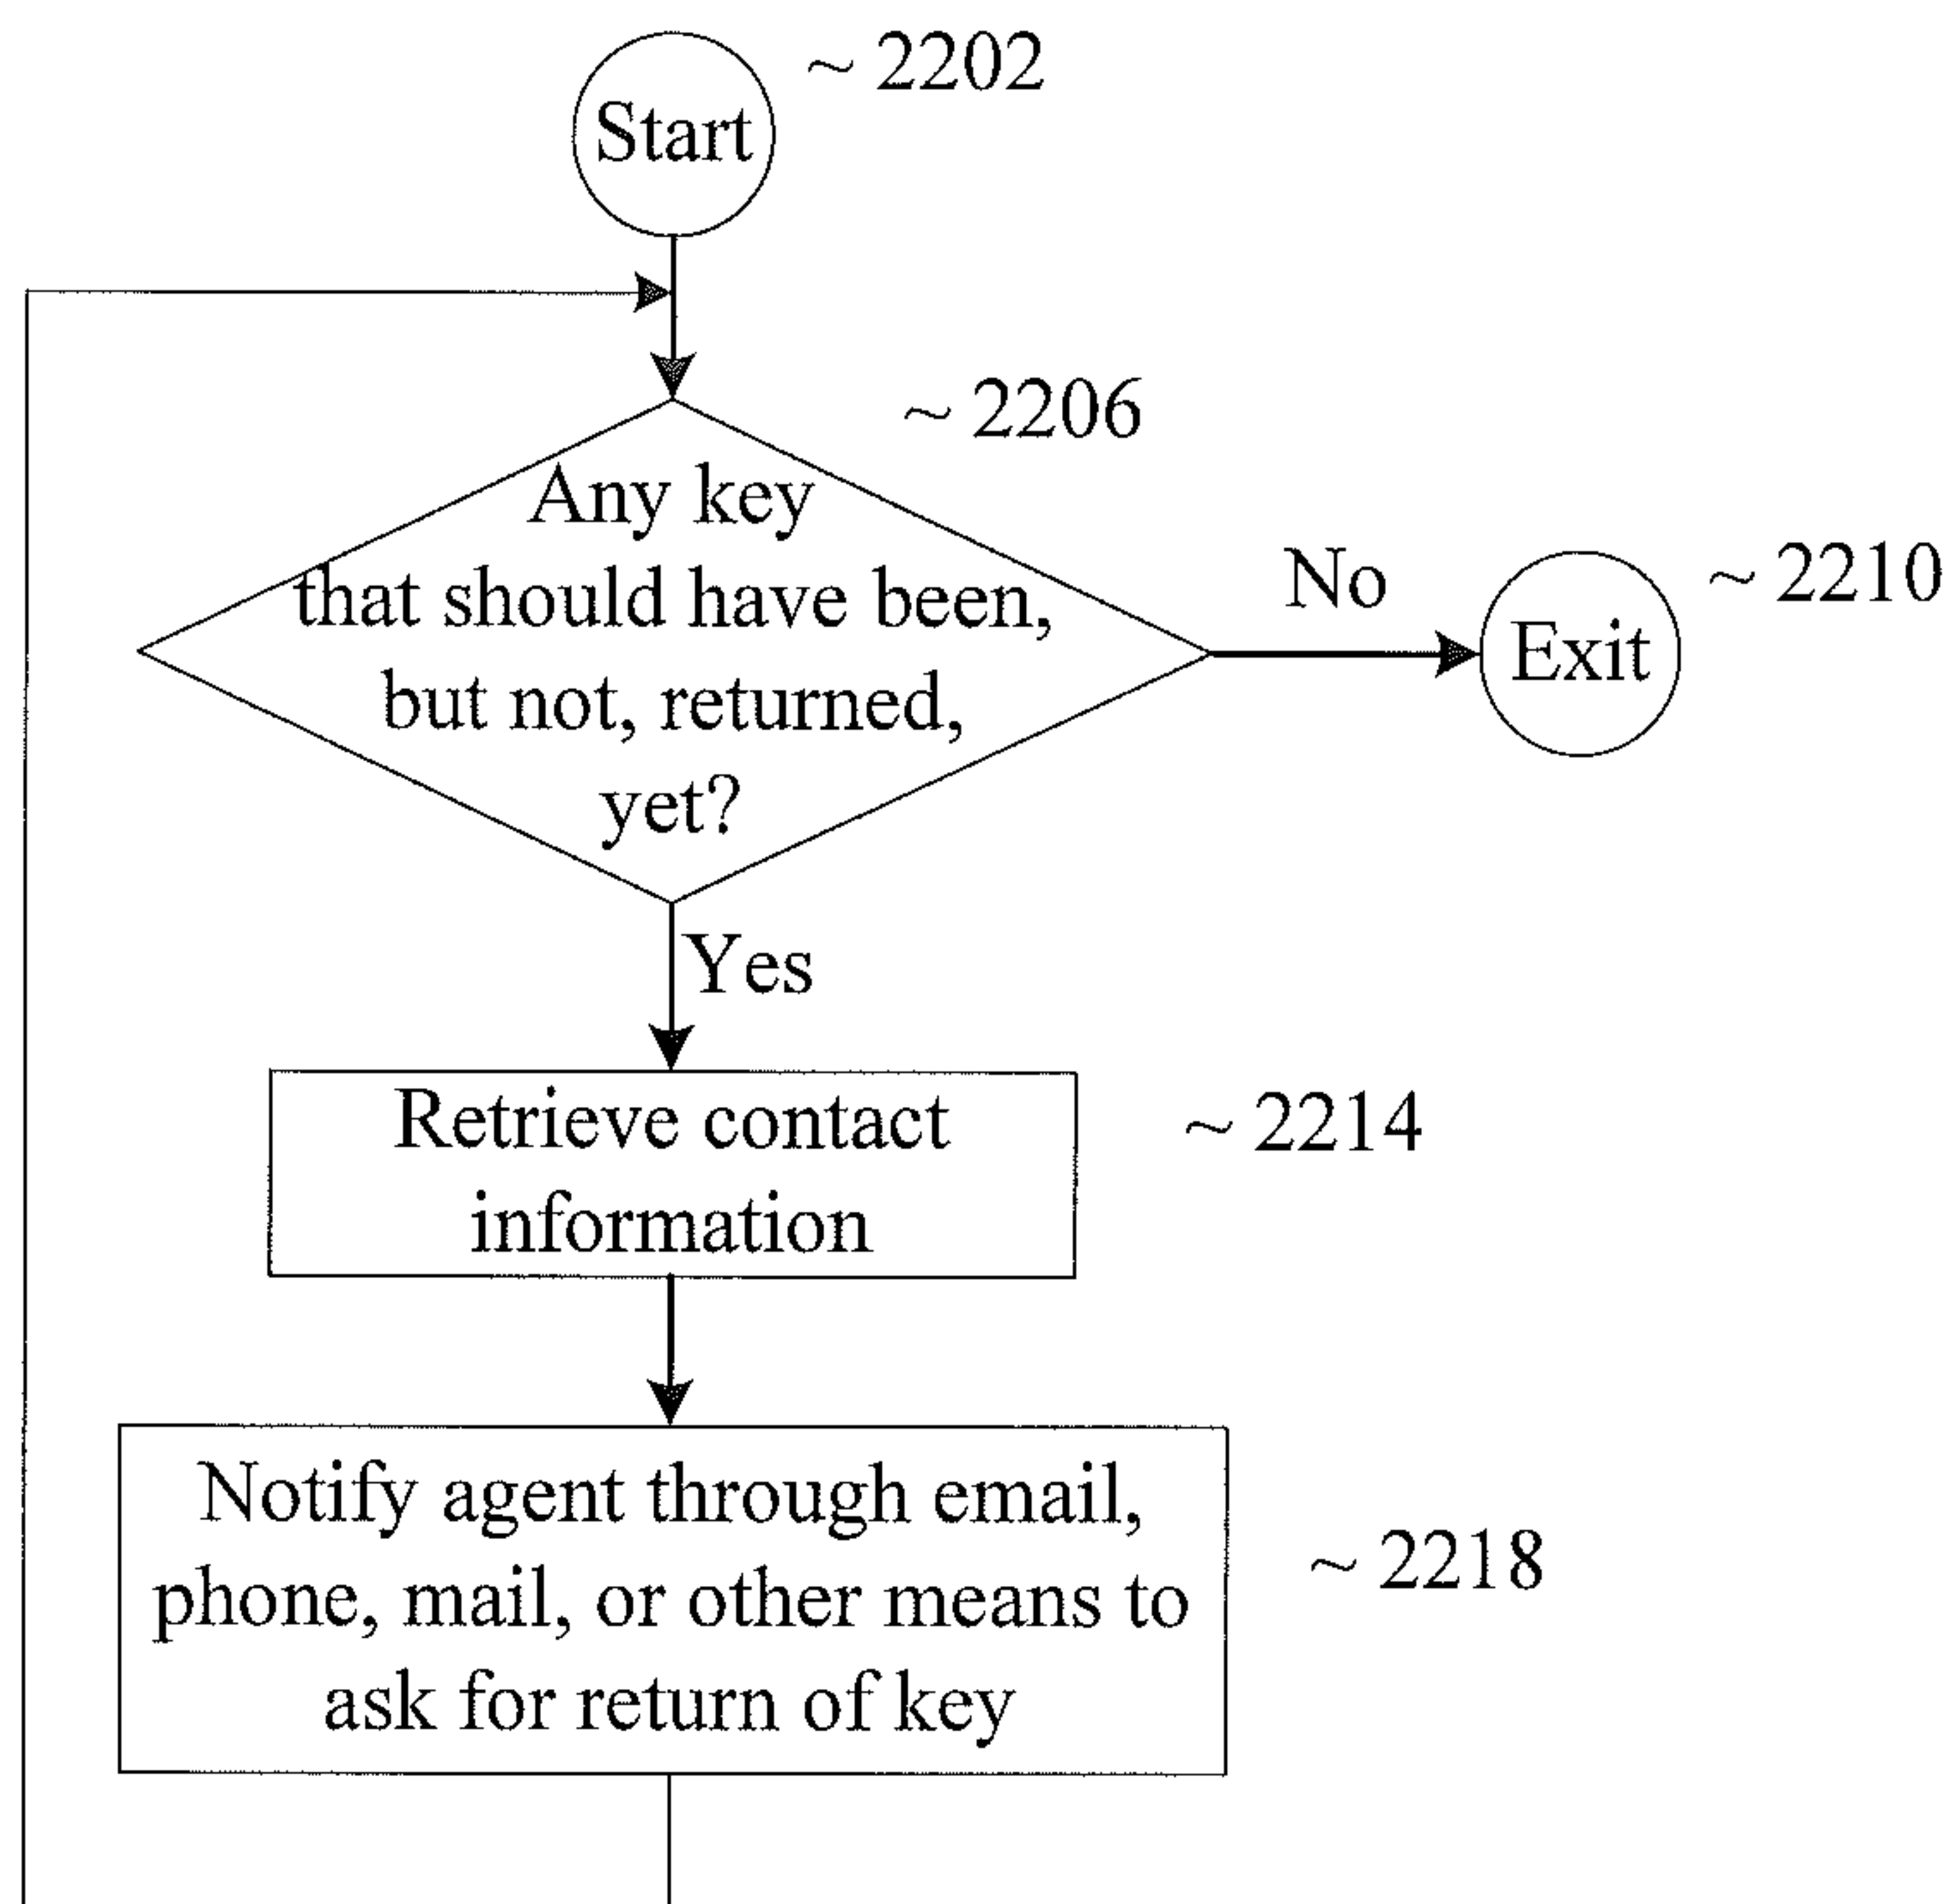 Start
~ 2202
~ 2206
Any key
that should have been,
but not, returned,
yet?
No
Exit
~ 2210
Yes
Retrieve contact
information
~ 2214
Notify agent through email,
phone, mail, or other means to
ask for return of key
~ 2218